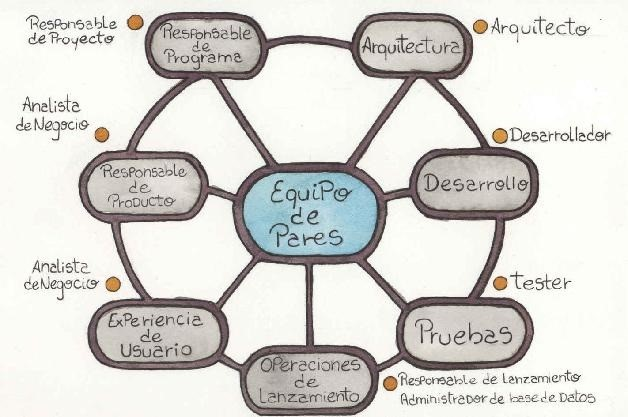 Responsable
de Proyecto
Responsable
de
Programa
Arquitectura
Arquitecto
Analista
de Negocio
Desarrollador
Responsable
de
Producto
Equipo
de
Pares
Desarrollo
Analista
de Negocio
Tester
Experiencia
de
Usuario
Pruebas
Operaciones
de
Lanzamiento
Responsable de Lanzamiento
Administrador de base de Datos